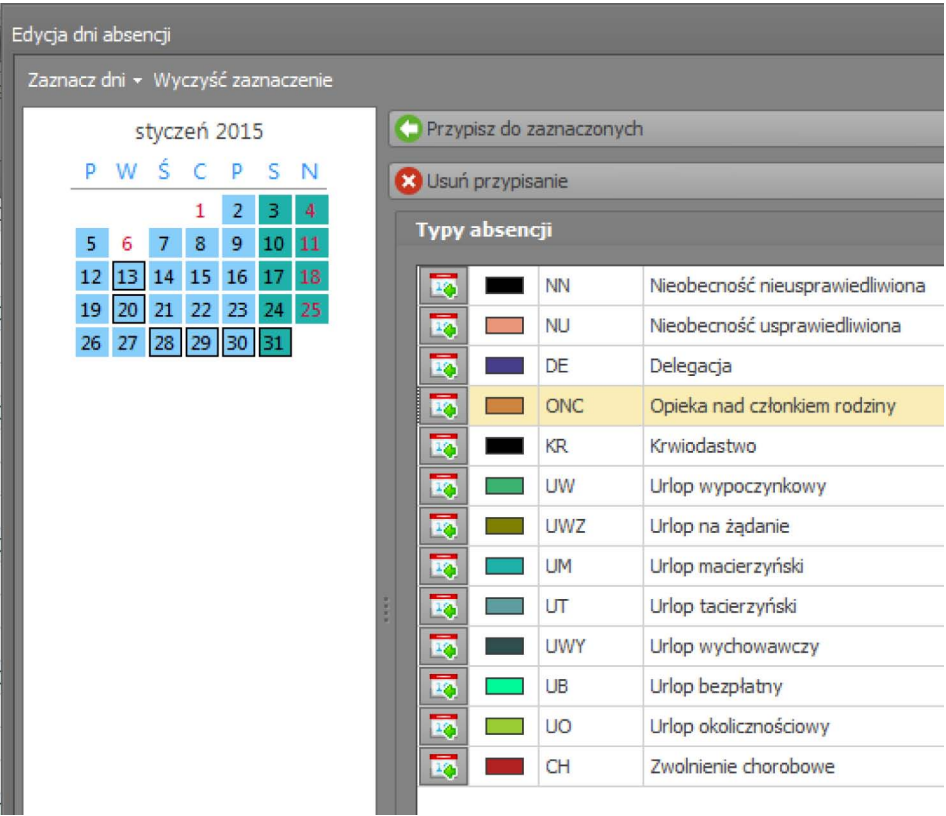 Edycja dni absencji
Zaznacz dni Wyczyść zaznaczenie
styczeń 2015
P W Ś C P S N
1 2 3 4
5 6 7 8 9 10 11
12 13 14 15 16 17 18
19 20 21 22 23 24 25
26 27 28 29 30 31
Przypisz do zaznaczonych
Usuń przypisanie
Typy absencji
NN Nieobecność nieusprawiedliwiona
NU Nieobecność usprawiedliwiona
DE Delegacja
ONC Opieka nad członkiem rodziny
KR Krwiodastwo
UW Urlop wypoczynkowy
UWZ Urlop na żądanie
UM Urlop macierzyński
UT Urlop tacierzyński
UWY Urlop wychowawczy
UB Urlop bezpłatny
UO Urlop okolicznościowy
CH Zwolnienie chorobowe